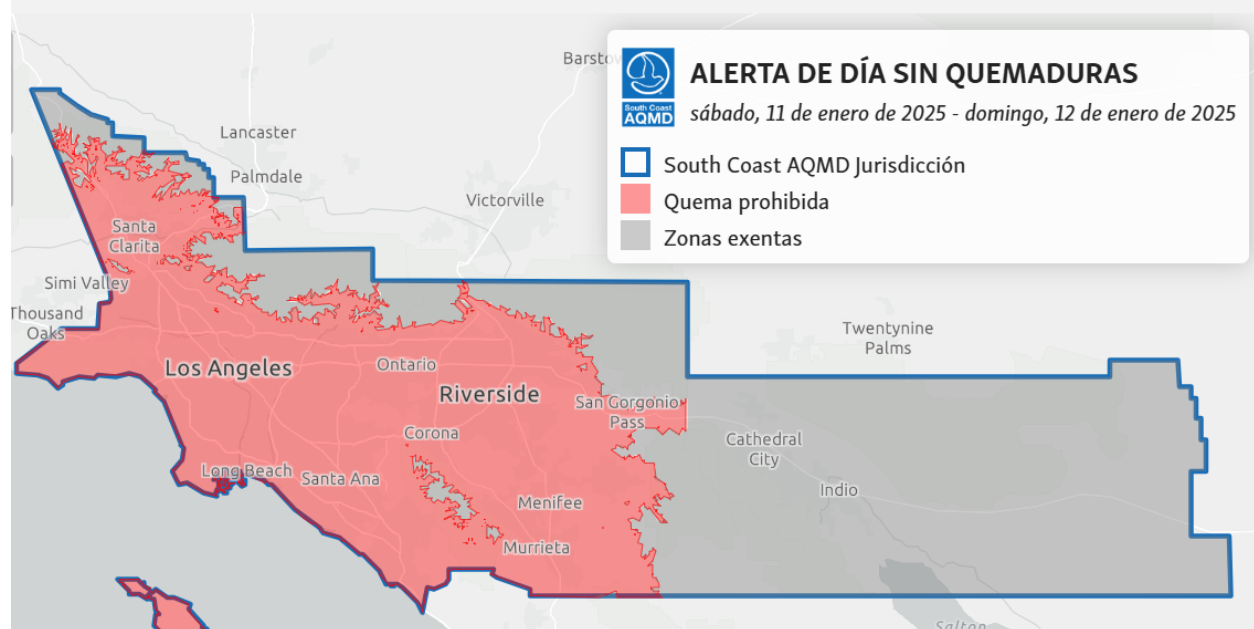 Barstow
South Coast
AQMD
ALERTA DE DÍA SIN QUEMADURAS
sábado, 11 de enero de 2025 - domingo, 12 de enero de 2025
South Coast AQMD Jurisdicción
Quema prohibida
Zonas exentas
Lancaster
Palmdale
Victorville
Santa
Clarita
Simi Valley
Thousand
Oaks
Twentynine
Palms
Los Angeles
Ontario
Riverside
San Gorgonio
Pass
Corona
Cathedral
City
Long Beach
Santa Ana
Indio
Menifee
Murrieta
Salton